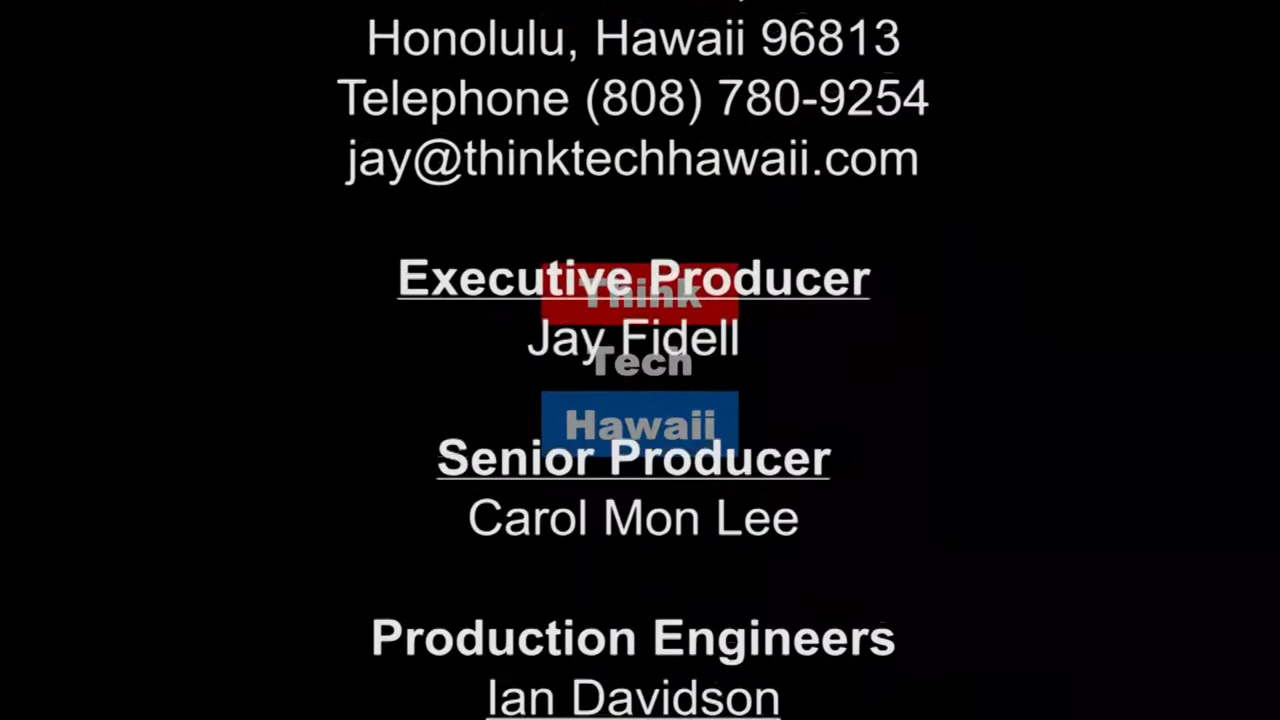 Honolulu, Hawaii 96813
Telephone (808) 780-9254
jay@thinktechhawaii.com
Executive Producer
Think
Jay Fidell
Tech
Hawaii
Senior Producer
Carol Mon Lee
Production Engineers
Ian Davidson